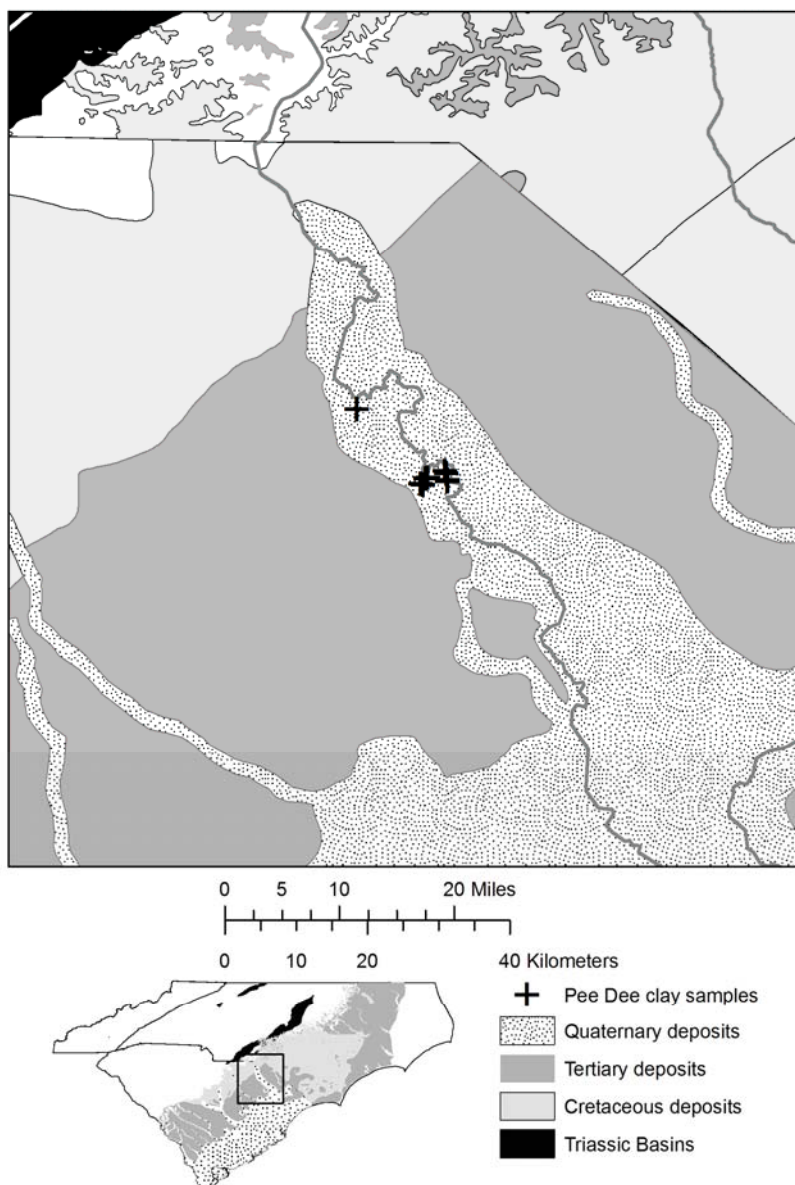 0 5 10 20 Miles
0 10 20 40 Kilometers
Pee Dee clay samples
Quaternary deposits
Tertiary deposits
Cretaceous deposits
Triassic Basins